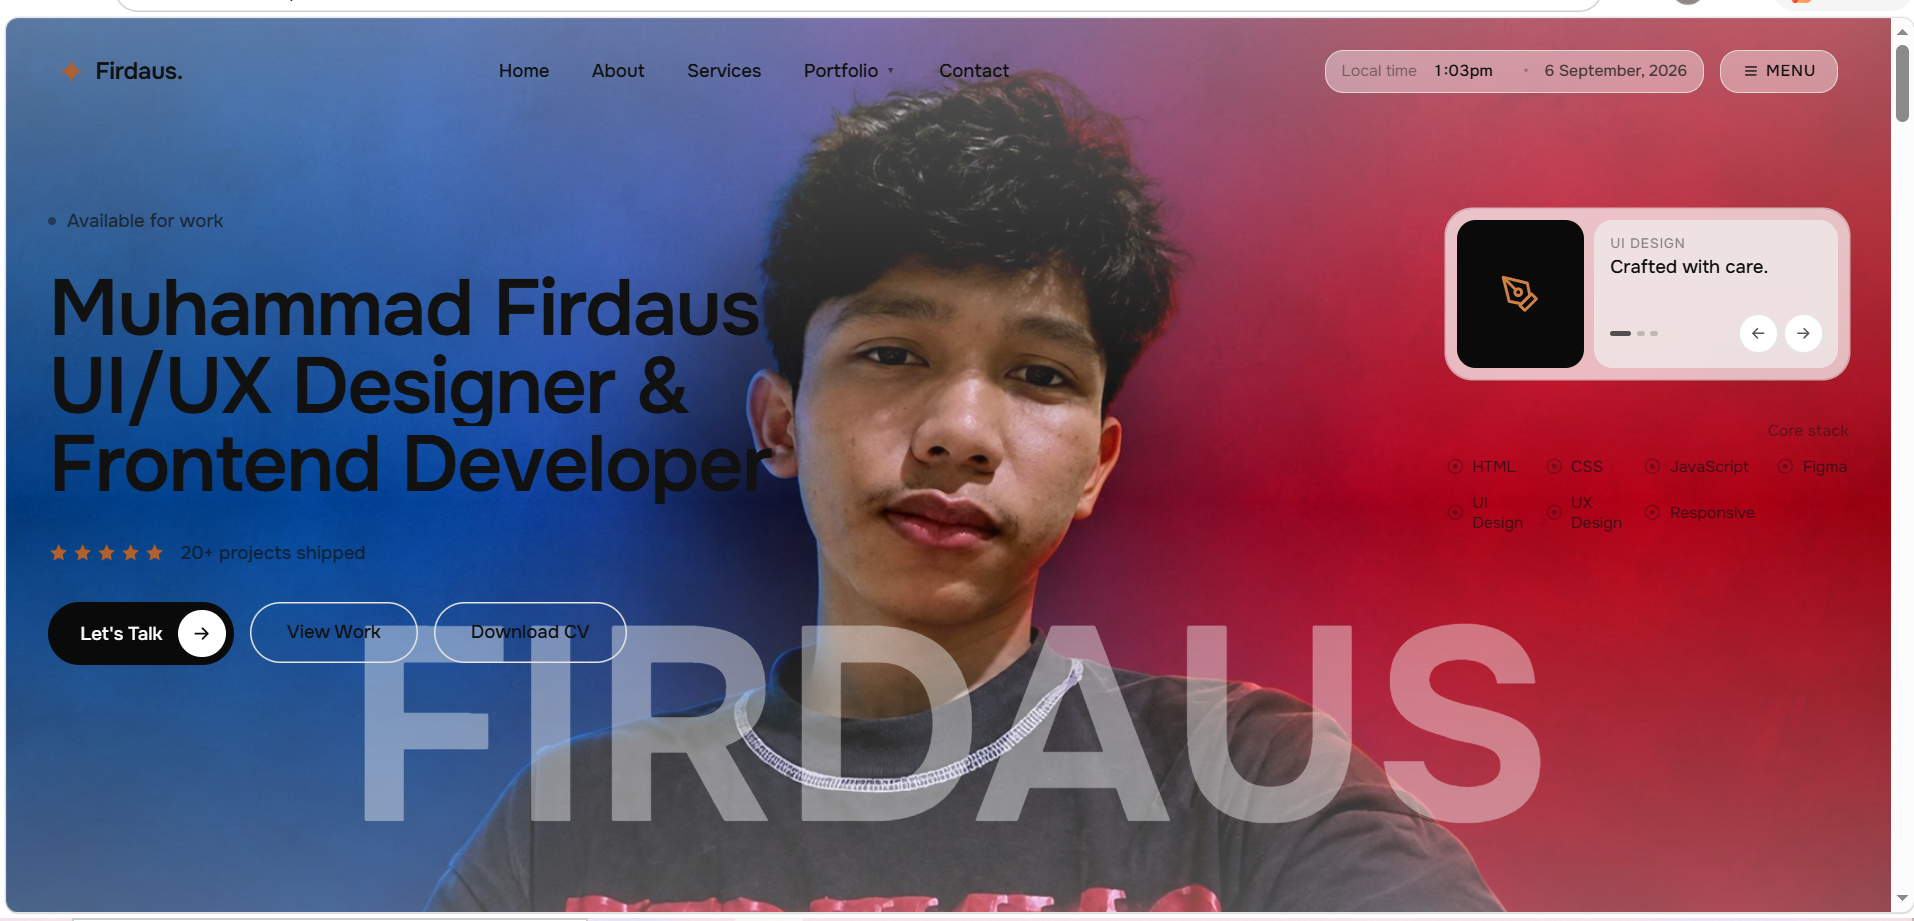 Firdaus.
Home
About
Services
Portfolio
Contact
Local time 1:03pm • 6 September, 2026
MENU
Available for work
Muhammad Firdaus
UI/UX Designer &
Frontend Developer
20+ projects shipped
Let's Talk
View Work
Download CV
UI DESIGN
Crafted with care.
Core stack
HTML
CSS
JavaScript
Figma
UI
Design
UX
Design
Responsive
FIRDAUS